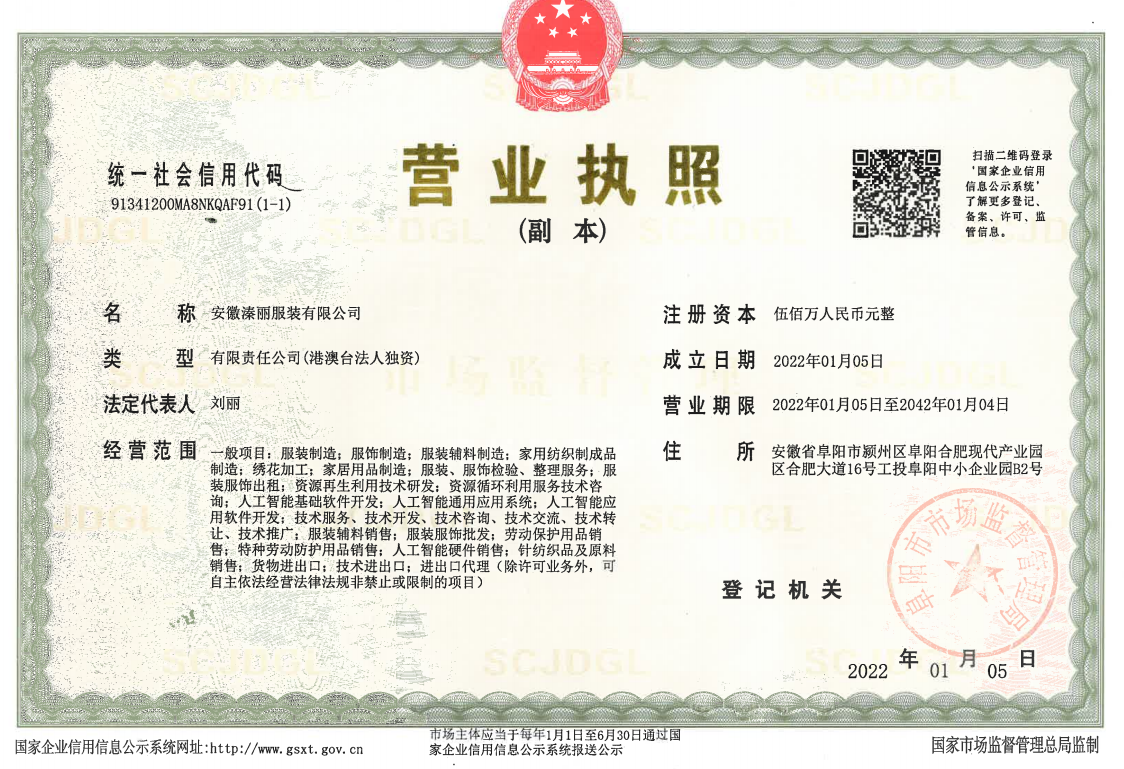 营业执照
(副 本)
统一社会信用代码
91341200MA8NKQAF91(1-1)
扫描二维码登录
'国家企业信用
信息公示系统'
了解更多登记、
备案、许可、监
管信息。
名 称 安徽溱丽服装有限公司
类 型 有限责任公司(港澳台法人独资)
法定代表人 刘丽
经营范围 一般项目:服装制造;服饰制造;服装辅料制造;家用纺织制成品
制造;绣花加工;家居用品制造;服装、服饰检验、整理服务;服
装服饰出租;资源再生利用技术研发;资源循环利用服务技术咨
询;人工智能基础软件开发;人工智能通用应用系统;人工智能应
用软件开发;技术服务、技术开发、技术咨询、技术交流、技术转
让、技术推广;服装辅料销售;服装服饰批发;劳动保护用品销
售;特种劳动防护用品销售;人工智能硬件销售;针纺织品及原料
销售;货物进出口;技术进出口;进出口代理(除许可业务外,可
自主依法经营法律法规非禁止或限制的项目)
注册资本 伍佰万人民币元整
成立日期 2022年01月05日
营业期限 2022年01月05日至2042年01月04日
住 所 安徽省阜阳市颍州区阜阳合肥现代产业园
区合肥大道16号工投阜阳中小企业园B2号
登记机关
阜阳市市场监督管理局
2022 年 01 月 05 日
国家企业信用信息公示系统网址:http://www.gsxt.gov.cn
市场主体应当于每年1月1日至6月30日通过国
家企业信用信息公示系统报送公示
国家市场监督管理总局监制